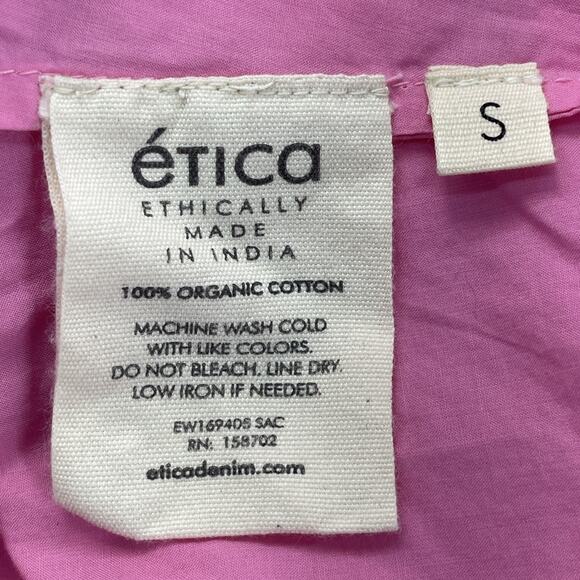 éTICa
ETHICALLY
MADE
IN INDIA
100% ORGANIC COTTON
MACHINE WASH COLD
WITH LIKE COLORS.
DO NOT BLEACH. LINE DRY.
LOW IRON IF NEEDED.
EW169405 SAC
RN: 158702
eticadenim.com
S